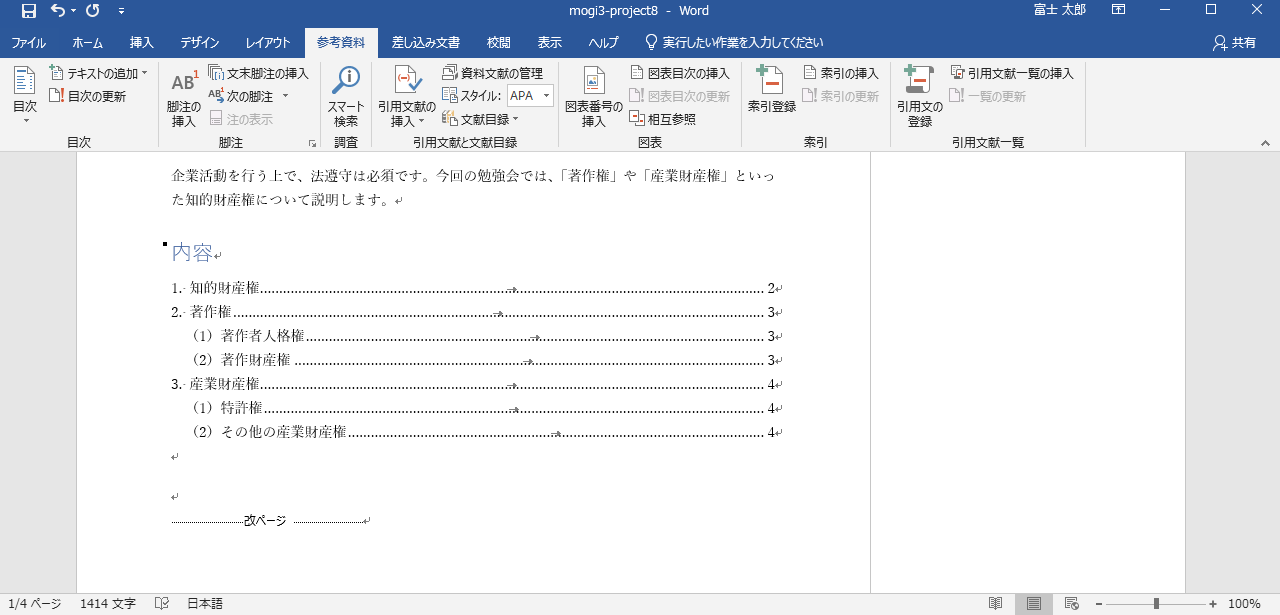 mogi3-project8 - Word
富士 太郎
ファイル ホーム 挿入 デザイン レイアウト 参考資料 差し込み文書 校閲 表示 ヘルプ 実行したい作業を入力してください 共有
目次
テキストの追加
目次の更新
目次
AB1
脚注の
挿入
文末脚注の挿入
次の脚注
注の表示
脚注
スマート
検索
調査
引用文献の
挿入
資料文献の管理
スタイル: APA
文献目録
引用文献と文献目録
図表番号の
挿入
図表目次の挿入
図表目次の更新
相互参照
図表
索引登録
索引の挿入
索引の更新
索引
引用文の
登録
引用文献一覧の挿入
一覧の更新
引用文献一覧
企業活動を行う上で、法遵守は必須です。今回の勉強会では、「著作権」や「産業財産権」といっ
た知的財産権について説明します。
内容
1. 知的財産権 2
2. 著作権 3
（1）著作者人格権 3
（2）著作財産権 3
3. 産業財産権 4
（1）特許権 4
（2）その他の産業財産権 4
改ページ
1/4 ページ 1414 文字 日本語 100%